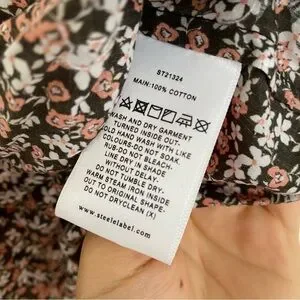 ST21324
MAIN:100% COTTON
WASH AND DRY GARMENT
TURNED INSIDE OUT-
COLD HAND WASH WITH LIKE
COLOURS-DO NOT SOAK-
RUB-DO NOT BLEACH-
LINE DRY IN SHADE
WITHOUT DELAY-
DO NOT TUMBLE DRY-
WARM STEAM IRON INSIDE
OUT-TO ORIGINAL SHAPE-
DO NOT DRYCLEAN (X)
www.steelelabel.com